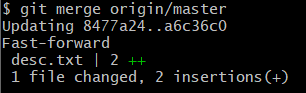 $ git merge origin/master
Updating 8477a24..a6c36c0
Fast-forward
 desc.txt | 2 ++
 1 file changed, 2 insertions(+)